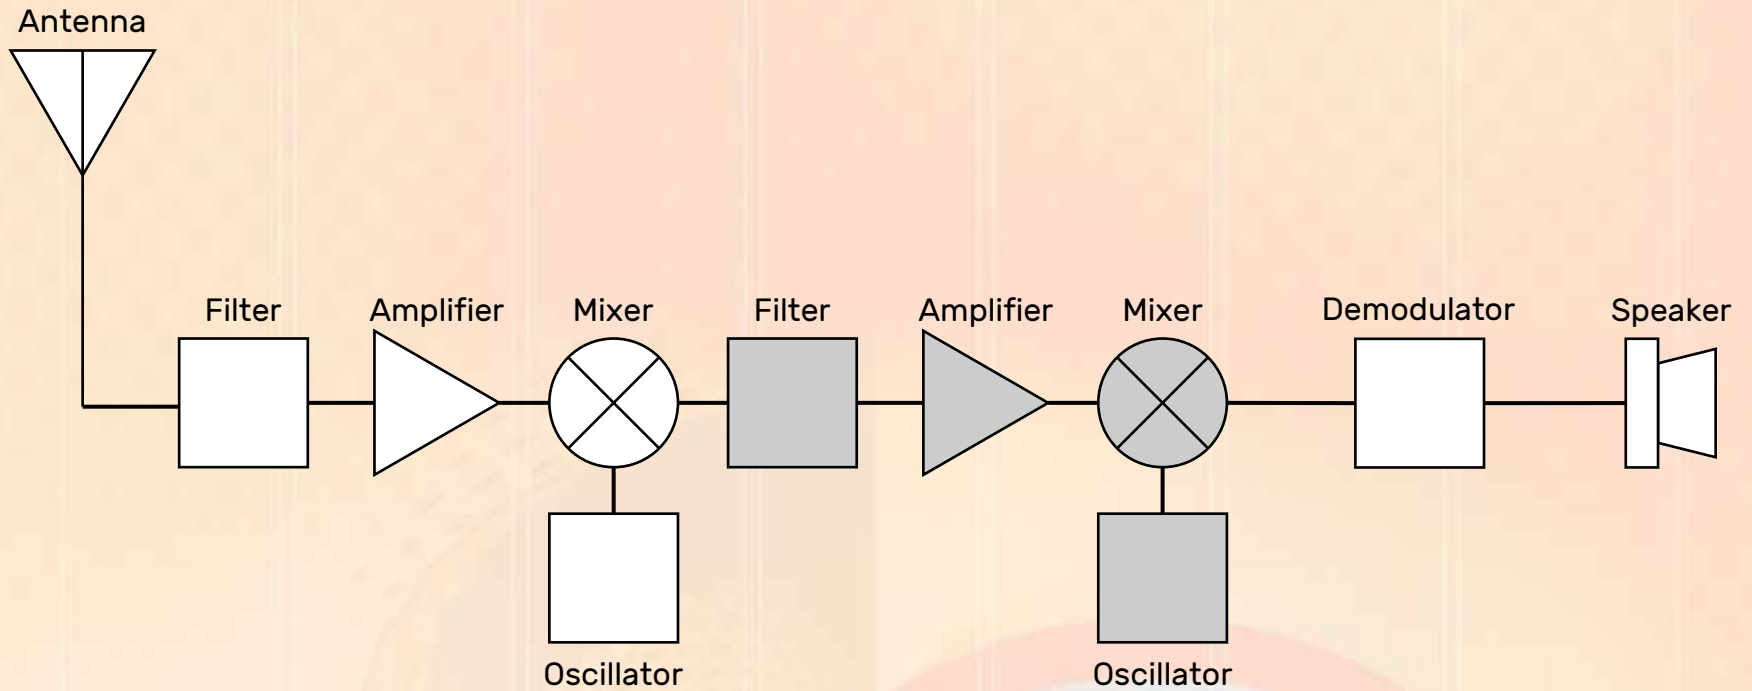 Antenna
Filter
Amplifier
Mixer
Filter
Amplifier
Mixer
Demodulator
Speaker
Oscillator
Oscillator